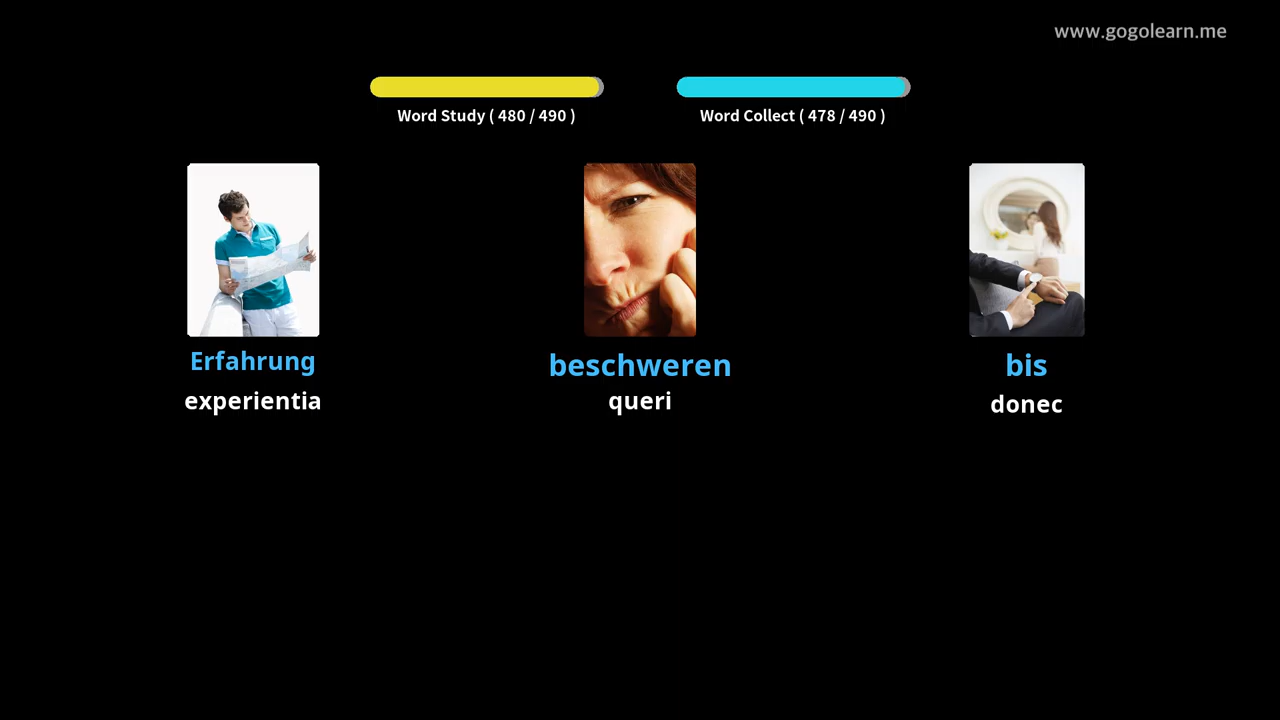 www.gogolearn.me
Word Study ( 480 / 490 )
Word Collect ( 478 / 490 )
Erfahrung
experientia
beschweren
queri
bis
donec